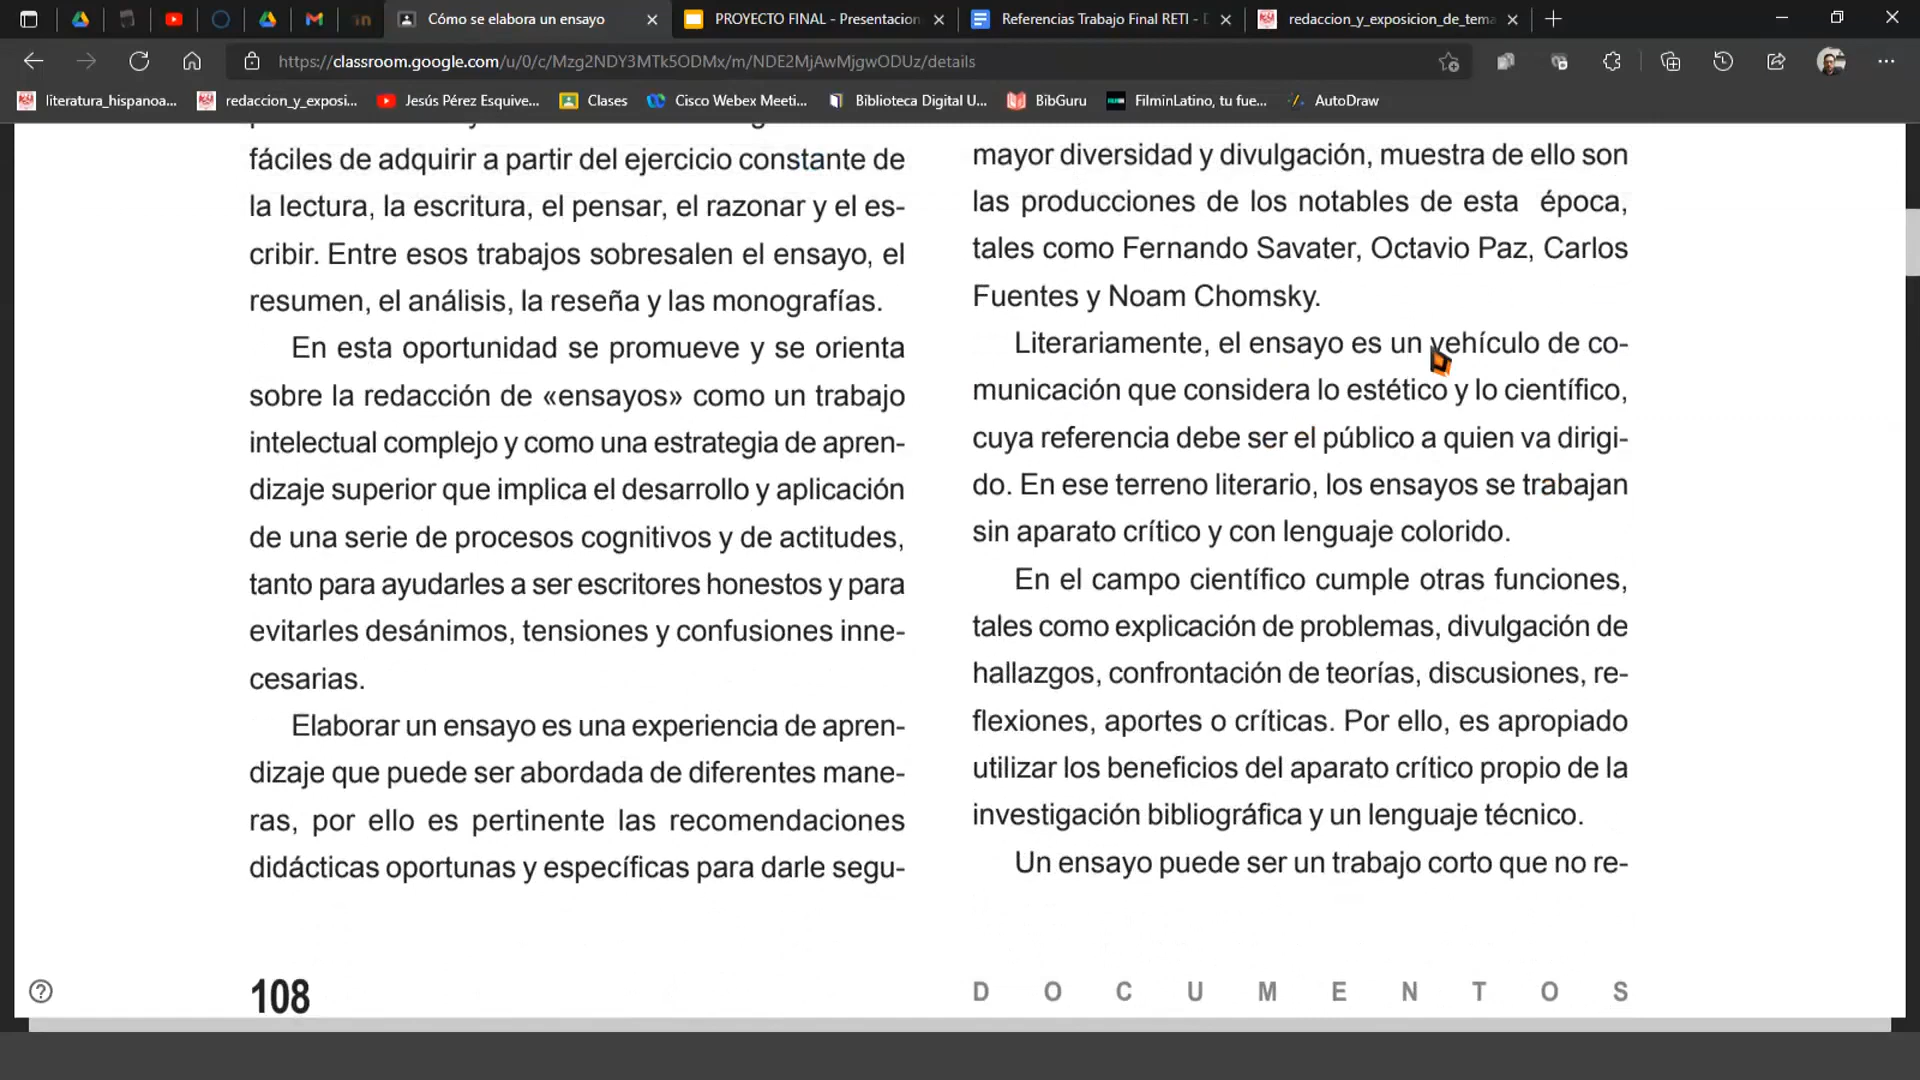 Cómo se elabora un ensayo
PROYECTO FINAL - Presentacion
Referencias Trabajo Final RETI - D
redaccion_y_exposicion_de_tema
https://classroom.google.com/u/0/c/Mzg2NDY3MTk5ODMx/m/NDE2MjAwMjgwODUz/details
literatura_hispanoa...
redaccion_y_exposi...
Jesús Pérez Esquive...
Clases
Cisco Webex Meeti...
Biblioteca Digital U...
BibGuru
FilminLatino, tu fue...
AutoDraw
fáciles de adquirir a partir del ejercicio constante de
la lectura, la escritura, el pensar, el razonar y el es-
cribir. Entre esos trabajos sobresalen el ensayo, el
resumen, el análisis, la reseña y las monografías.
En esta oportunidad se promueve y se orienta
sobre la redacción de «ensayos» como un trabajo
intelectual complejo y como una estrategia de apren-
dizaje superior que implica el desarrollo y aplicación
de una serie de procesos cognitivos y de actitudes,
tanto para ayudarles a ser escritores honestos y para
evitarles desánimos, tensiones y confusiones inne-
cesarias.
Elaborar un ensayo es una experiencia de apren-
dizaje que puede ser abordada de diferentes mane-
ras, por ello es pertinente las recomendaciones
didácticas oportunas y específicas para darle segu-
108
mayor diversidad y divulgación, muestra de ello son
las producciones de los notables de esta época,
tales como Fernando Savater, Octavio Paz, Carlos
Fuentes y Noam Chomsky.
Literariamente, el ensayo es un vehículo de co-
municación que considera lo estético y lo científico,
cuya referencia debe ser el público a quien va dirigi-
do. En ese terreno literario, los ensayos se trabajan
sin aparato crítico y con lenguaje colorido.
En el campo científico cumple otras funciones,
tales como explicación de problemas, divulgación de
hallazgos, confrontación de teorías, discusiones, re-
flexiones, aportes o críticas. Por ello, es apropiado
utilizar los beneficios del aparato crítico propio de la
investigación bibliográfica y un lenguaje técnico.
Un ensayo puede ser un trabajo corto que no re-
D O C U M E N T O S